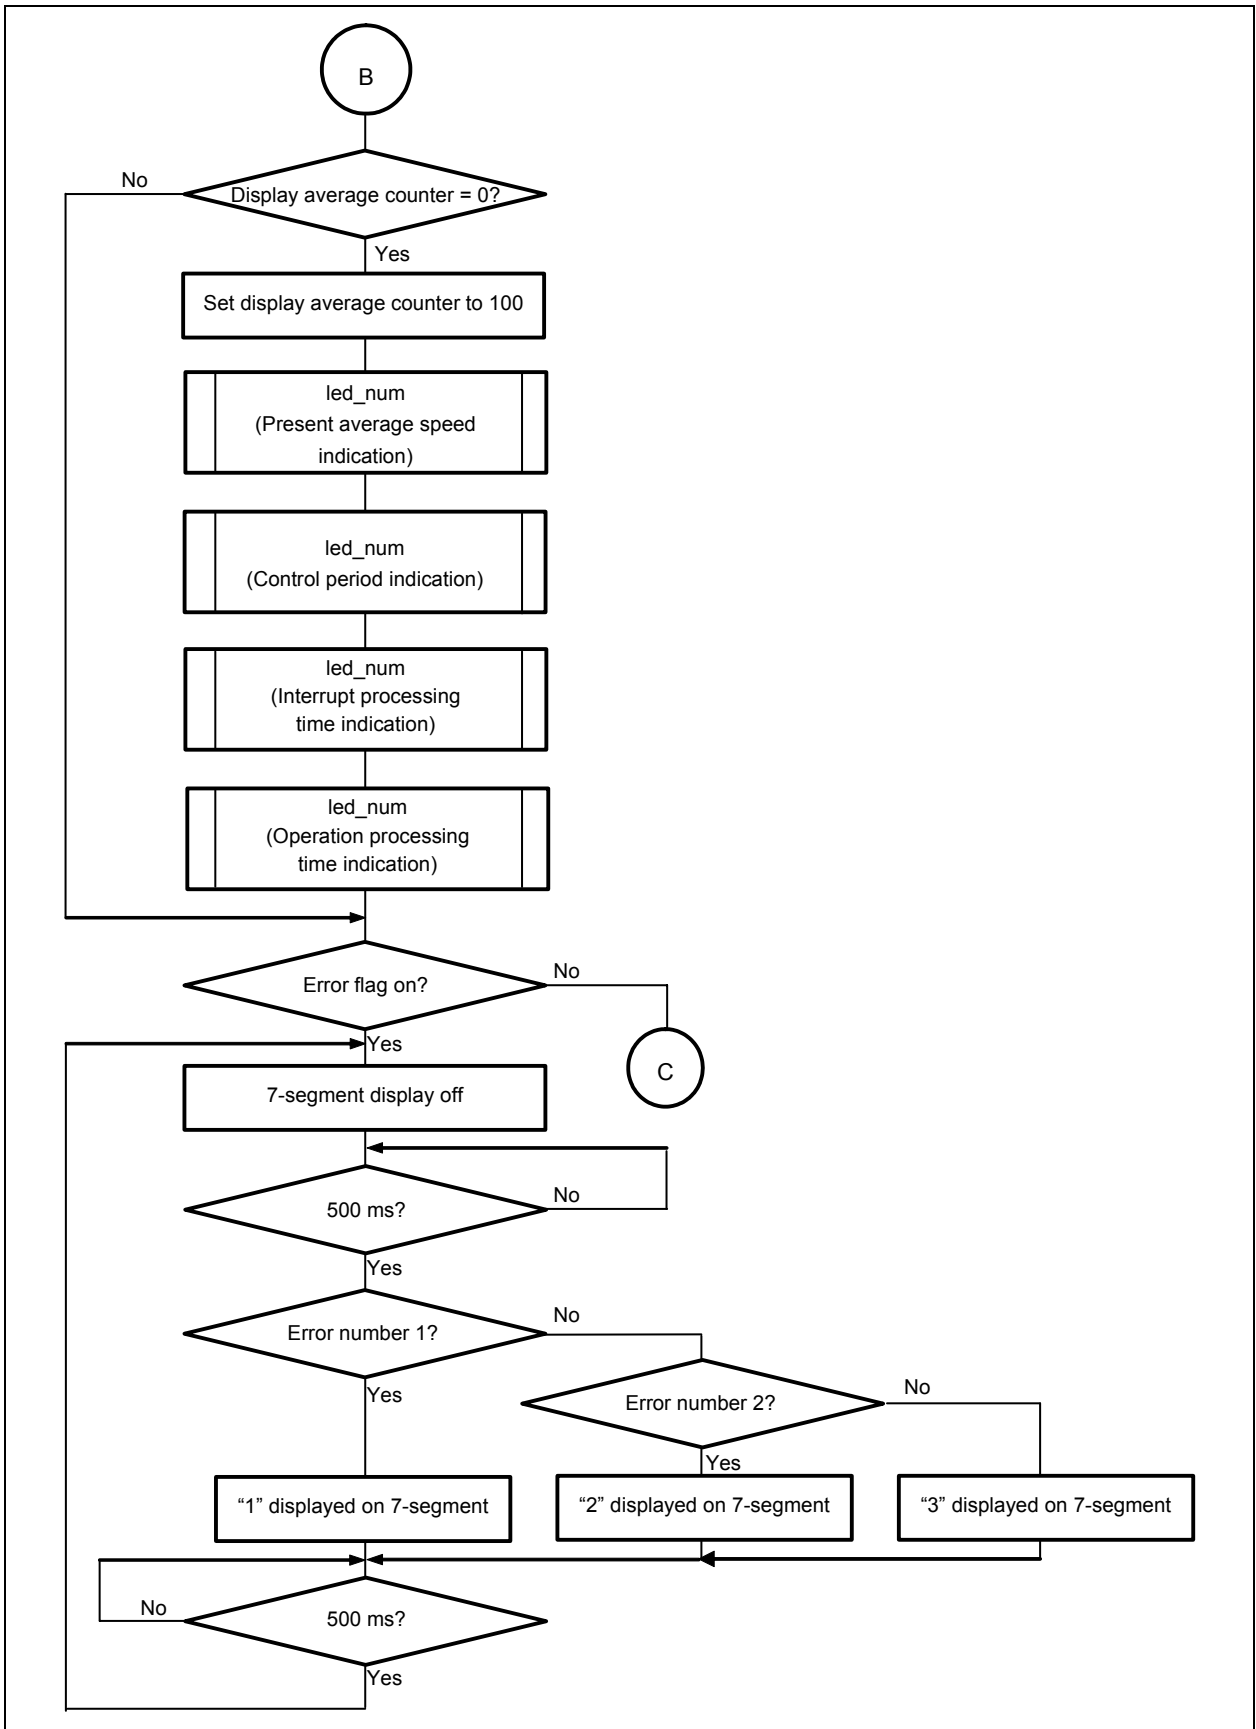 B
No
Display average counter = 0?
Yes
Set display average counter to 100
led_num
(Present average speed
indication)
led_num
(Control period indication)
led_num
(Interrupt processing
time indication)
led_num
(Operation processing
time indication)
Error flag on?
No
Yes
C
7-segment display off
500 ms?
No
Yes
Error number 1?
No
Yes
Error number 2?
No
Yes
“1” displayed on 7-segment
“2” displayed on 7-segment
“3” displayed on 7-segment
No
500 ms?
Yes